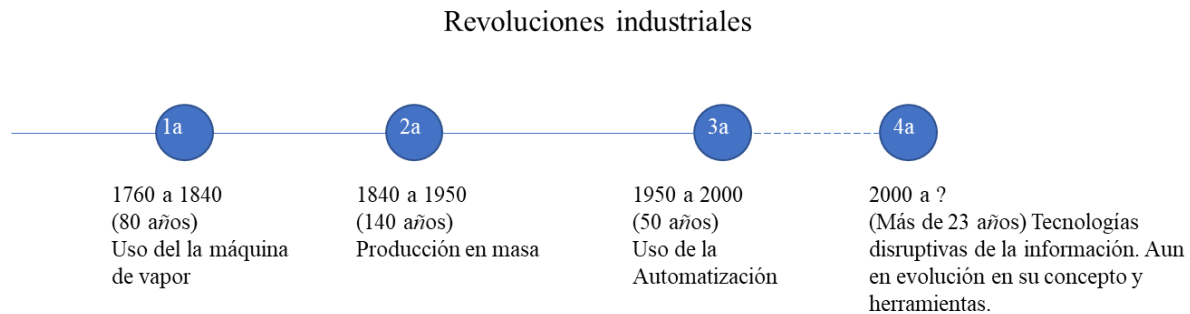 Revoluciones industriales
1a
2a
3a
4a
1760 a 1840
(80 años)
Uso del la máquina
de vapor
1840 a 1950
(140 años)
Producción en masa
1950 a 2000
(50 años)
Uso de la
Automatización
2000 a ?
(Más de 23 años) Tecnologías
disruptivas de la información. Aun
en evolución en su concepto y
herramientas.